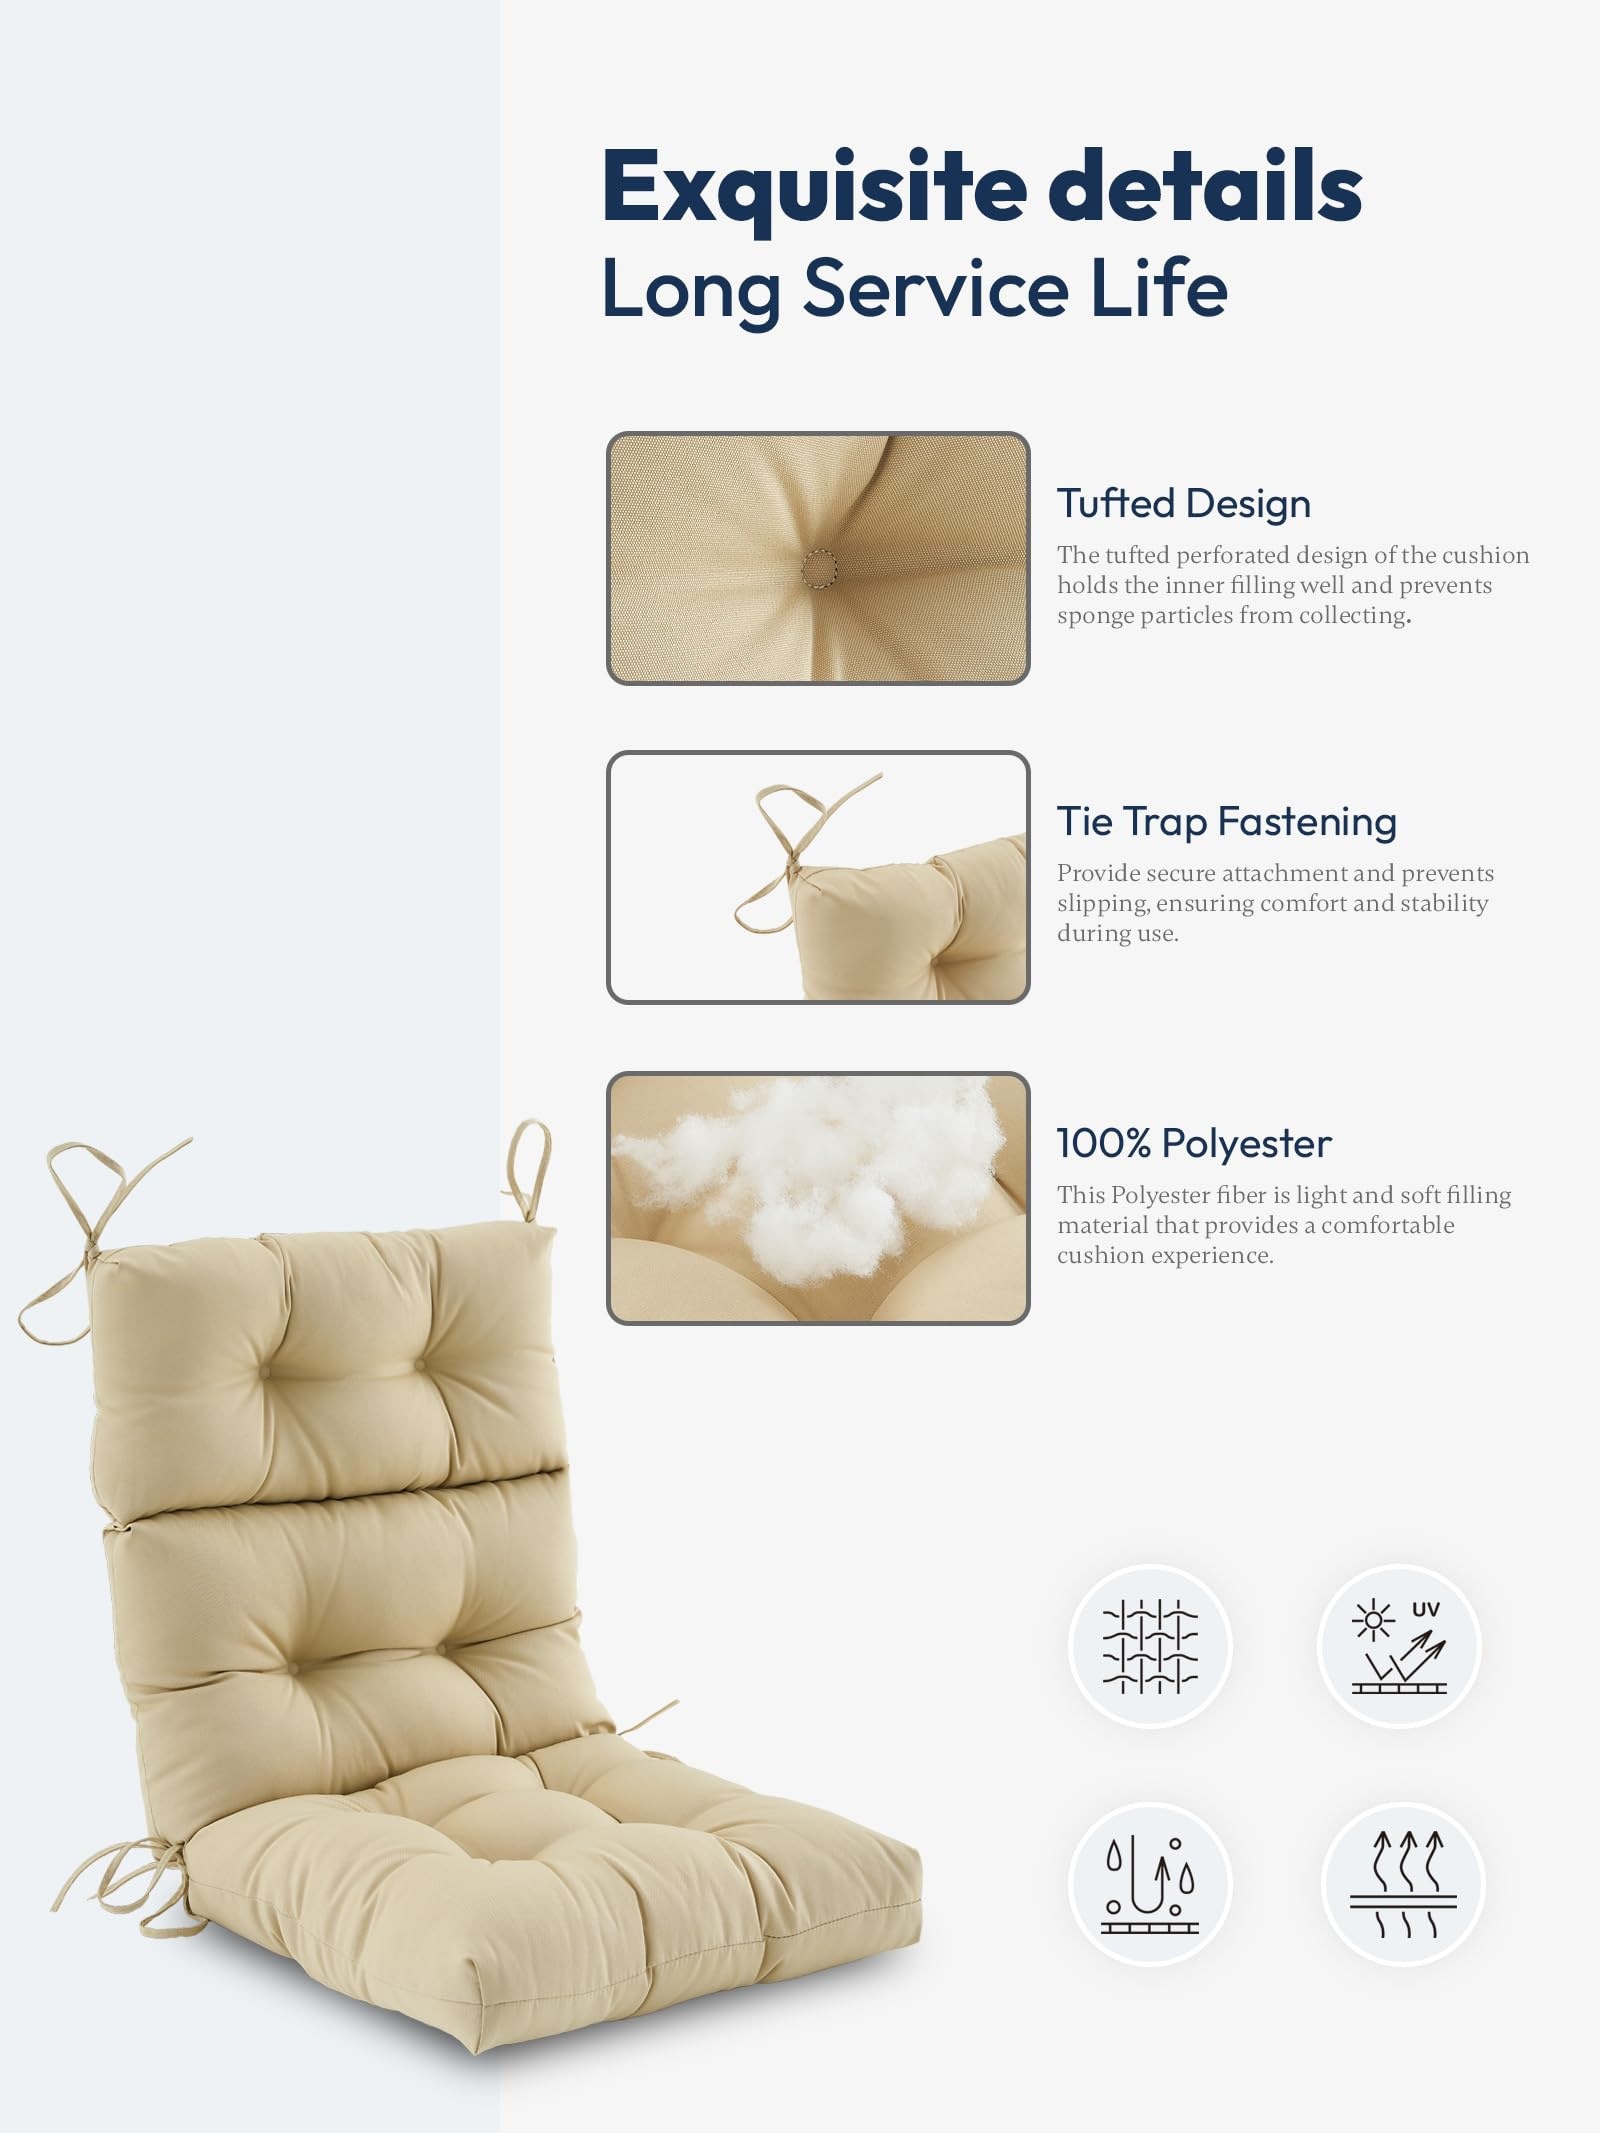 Exquisite details
Long Service Life
Tufted Design
The tufted perforated design of the cushion
holds the inner filling well and prevents
sponge particles from collecting.
Tie Trap Fastening
Provide secure attachment and prevents
slipping, ensuring comfort and stability
during use.
100% Polyester
This Polyester fiber is light and soft filling
material that provides a comfortable
cushion experience.
UV